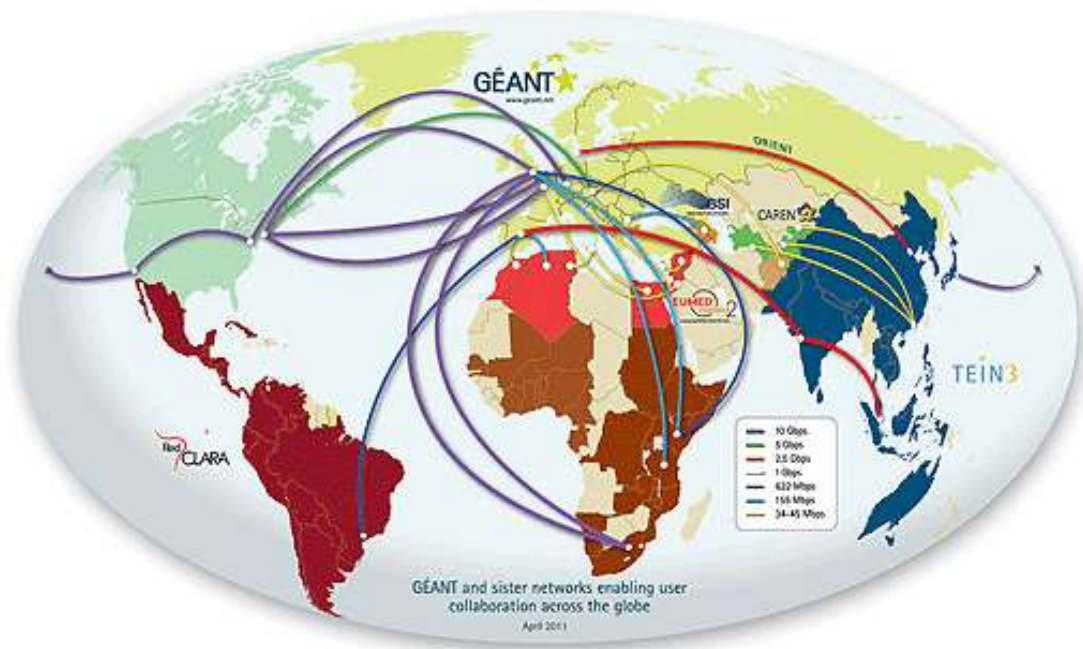 GÉANT
www.geant.net
ORIENT
BSI
CAREN
EUMED
2
TEIN3
Red
CLARA
10 Gbps
5 Gbps
2.5 Gbps
1 Gbps
622 Mbps
155 Mbps
34-45 Mbps
GÉANT and sister networks enabling user
collaboration across the globe
April 2011